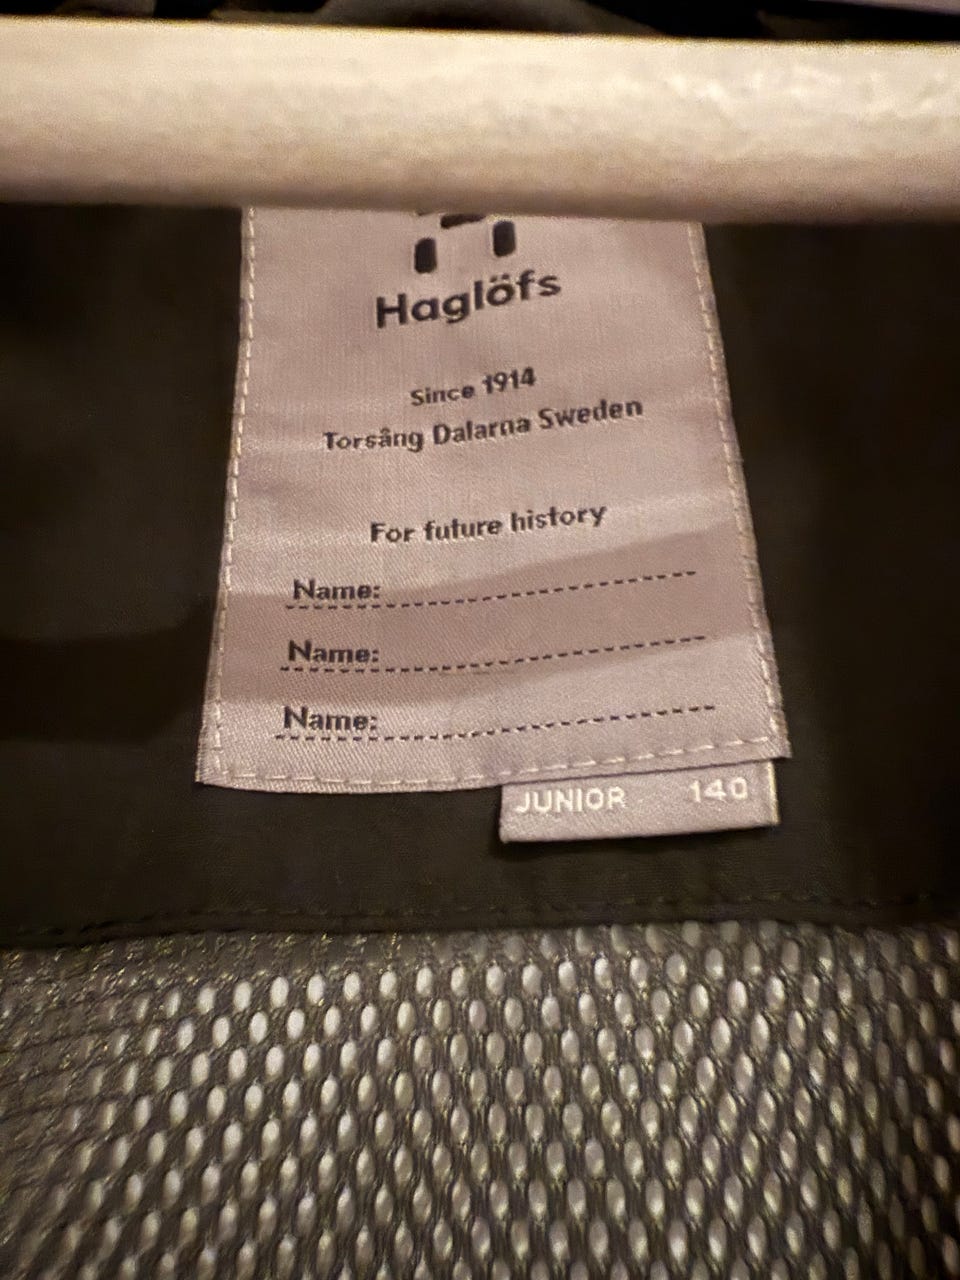 Haglöfs
Since 1914
Torsång Dalarna Sweden
For future history
Name:
Name:
Name:
JUNIOR 140